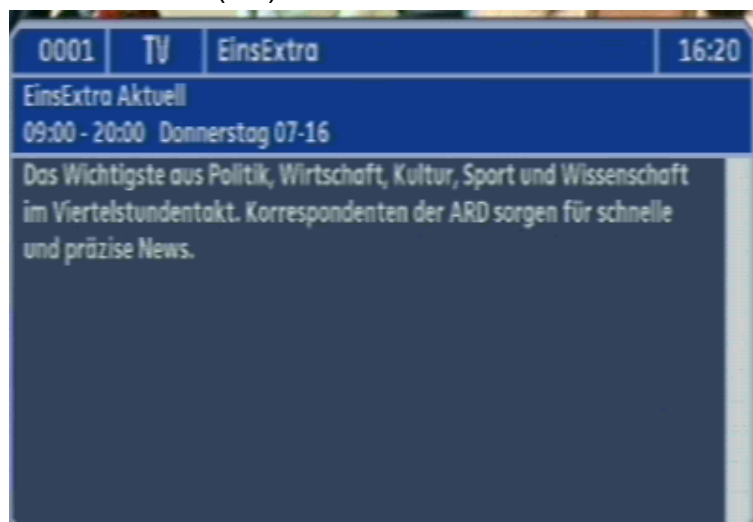 0001 TV EinsExtra 16:20
EinsExtra Aktuell
09:00 - 20:00 Donnerstag 07-16
Das Wichtigste aus Politik, Wirtschaft, Kultur, Sport und Wissenschaft
im Viertelstundentakt. Korrespondenten der ARD sorgen für schnelle
und präzise News.